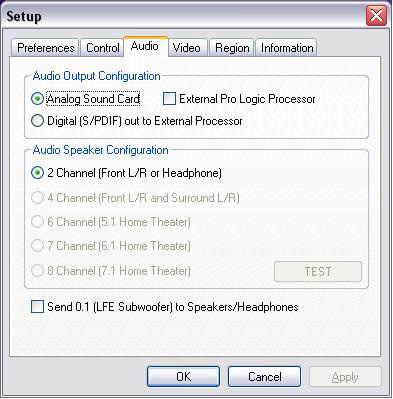 Setup
Preferences Control Audio Video Region Information
Audio Output Configuration
Analog Sound Card External Pro Logic Processor
Digital (S/PDIF) out to External Processor
Audio Speaker Configuration
2 Channel (Front L/R or Headphone)
4 Channel (Front L/R and Surround L/R)
6 Channel (5.1 Home Theater)
7 Channel (6.1 Home Theater)
8 Channel (7.1 Home Theater) TEST
Send 0.1 (LFE Subwoofer) to Speakers/Headphones
OK Cancel Apply